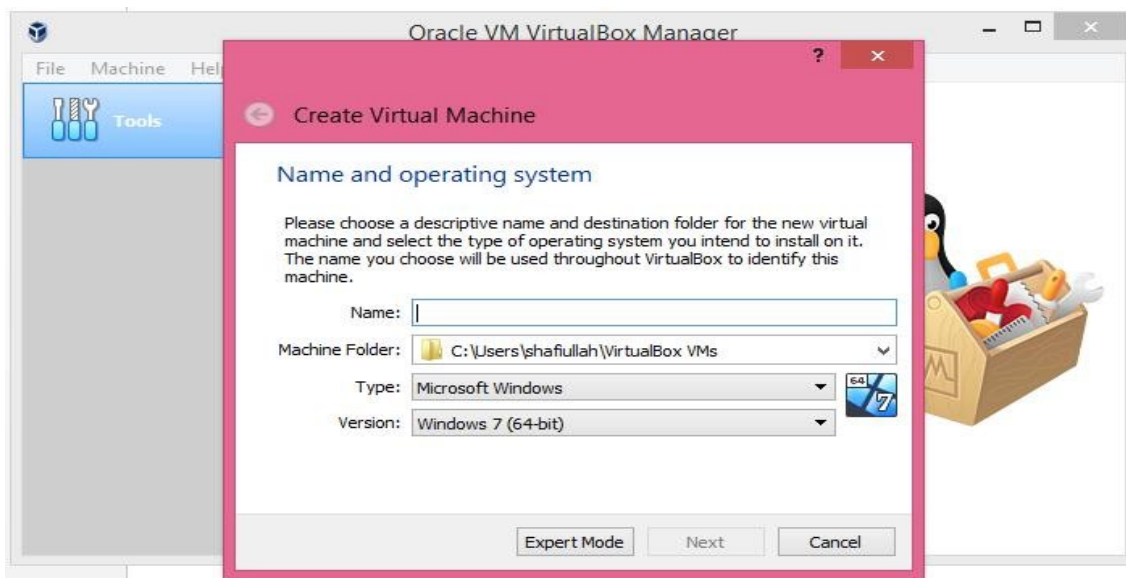 Oracle VM VirtualBox Manager
File Machine Hel
? ×
Tools
Create Virtual Machine
Name and operating system
Please choose a descriptive name and destination folder for the new virtual
machine and select the type of operating system you intend to install on it.
The name you choose will be used throughout VirtualBox to identify this
machine.
Name:
Machine Folder: C:\Users\shafiullah\VirtualBox VMs
Type: Microsoft Windows
64
Version: Windows 7 (64-bit)
7
Expert Mode Next Cancel